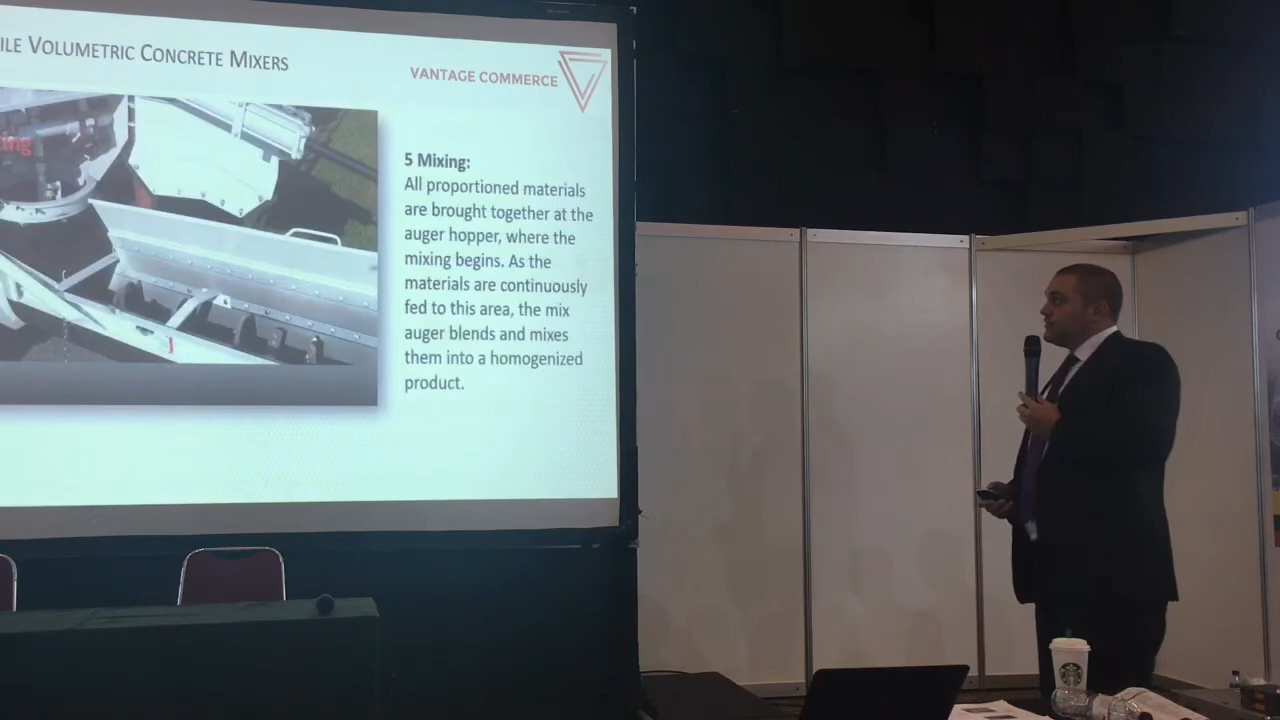 ILE VOLUMETRIC CONCRETE MIXERS
VANTAGE COMMERCE
ing
5 Mixing:
All proportioned materials
are brought together at the
auger hopper, where the
mixing begins. As the
materials are continuously
fed to this area, the mix
auger blends and mixes
them into a homogenized
product.